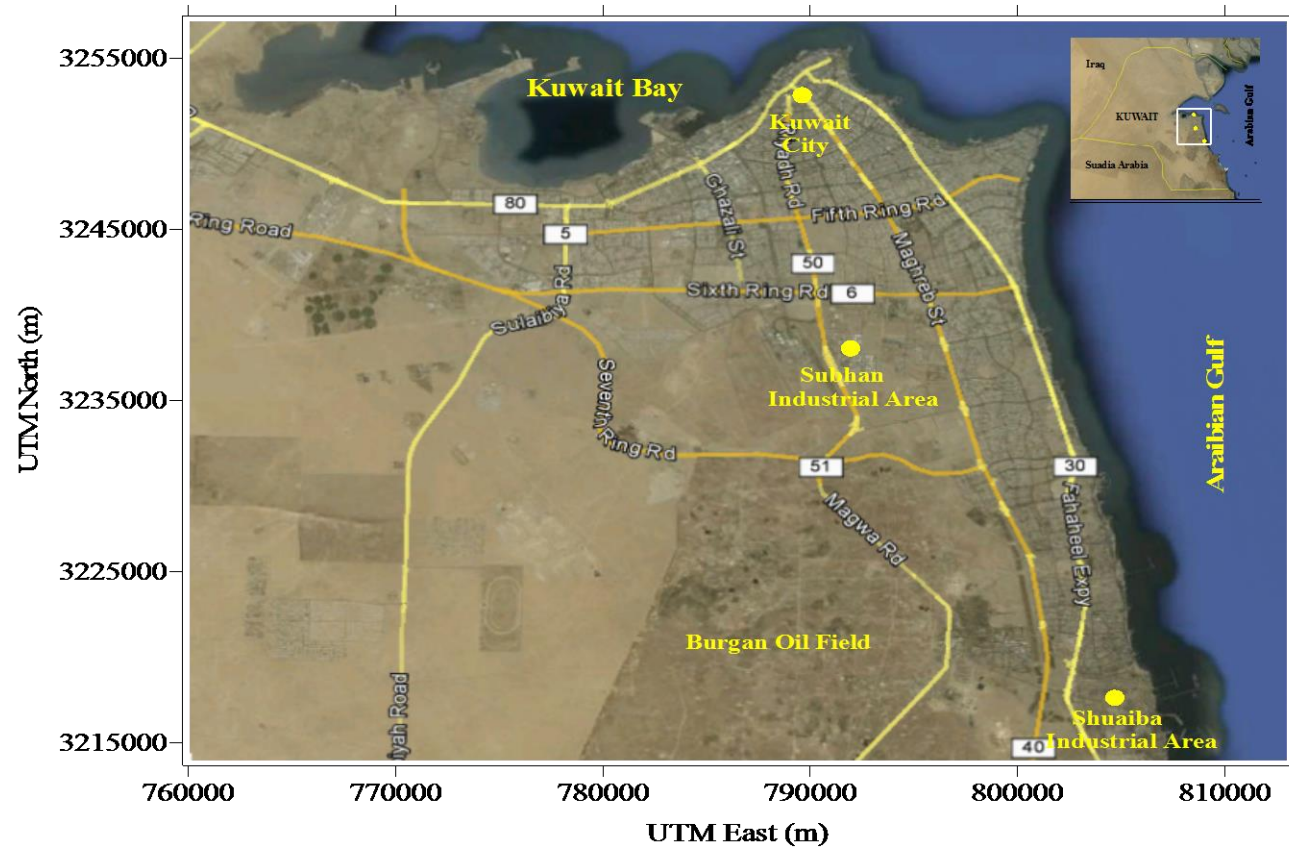 3255000
3245000
3235000
3225000
3215000
UTM North (m)
Kuwait Bay
Kuwait
City
Riyadh Rd
Ghazali St
Fifth Ring Rd
80
5
Ring Road
50
Maghreb St
Sixth Ring Rd
6
Sulaibiya Rd
Subhan
Industrial Area
Seventh
Ring Rd
51
30
Magwa Rd
Fahaheel Expy
Burgan Oil Field
iyah Road
Shuaiba
Industrial Area
40
Araibian Gulf
Iraq
KUWAIT
Arabian Gulf
Suadia Arabia
760000
770000
780000
790000
800000
810000
UTM East (m)